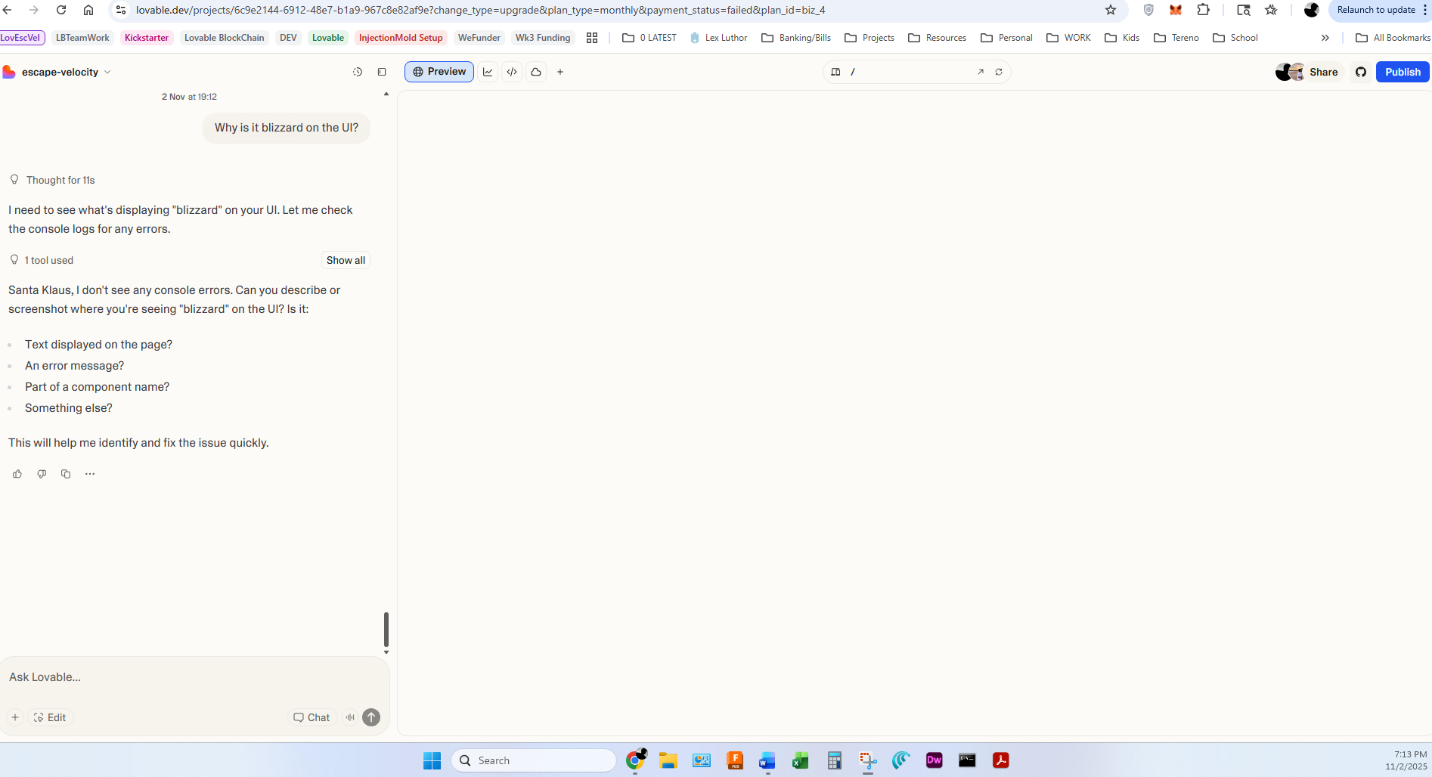 lovable.dev/projects/6c9e2144-6912-48e7-b1a9-967c8e82af9e?change_type=upgrade&plan_type=monthly&payment_status=failed&plan_id=biz_4
Relaunch to update
LovEscVel LBTeamWork Kickstarter Lovable BlockChain DEV Lovable InjectionMold Setup WeFunder Wk3 Funding 0 LATEST Lex Luthor Banking/Bills Projects Resources Personal WORK Kids Tereno School » All Bookmarks
escape-velocity
Preview
/
Share
Publish
2 Nov at 19:12
Why is it blizzard on the UI?
Thought for 11s
I need to see what's displaying "blizzard" on your UI. Let me check
the console logs for any errors.
1 tool used
Show all
Santa Klaus, I don't see any console errors. Can you describe or
screenshot where you're seeing "blizzard" on the UI? Is it:
Text displayed on the page?
An error message?
Part of a component name?
Something else?
This will help me identify and fix the issue quickly.
Ask Lovable...
+ Edit Chat
Search
Dw
7:13 PM
11/2/2025